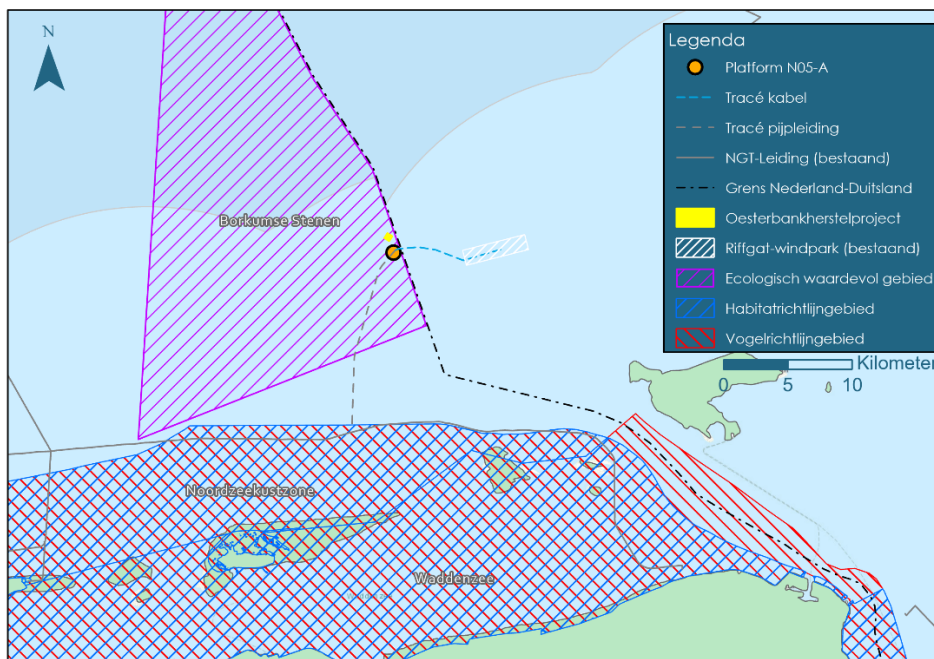 N
Legenda
Platform N05-A
Tracé kabel
Tracé pijpleiding
NGT-Leiding (bestaand)
Grens Nederland-Duitsland
Oesterbankherstelproject
Riffgat-windpark (bestaand)
Ecologisch waardevol gebied
Habitatrichtlijngebied
Vogelrichtlijngebied
Kilometer
0 5 10
Borkumse Stenen
Noordzeekustzone
Waddenzee